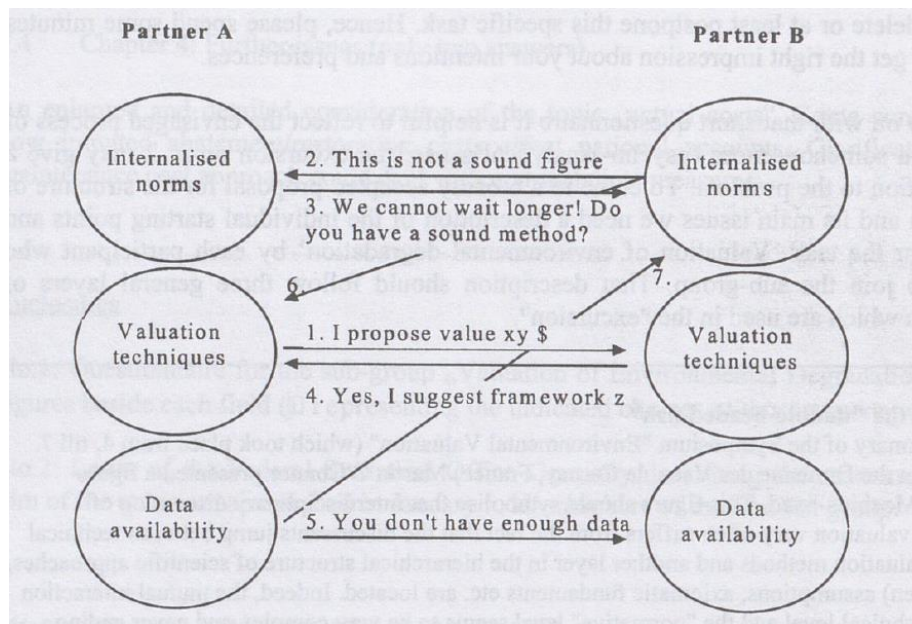 Partner A
Partner B
Internalised
norms
2. This is not a sound figure
3. We cannot wait longer! Do
you have a sound method?
Internalised
norms
6.
7.
Valuation
techniques
1. I propose value xy $
4. Yes, I suggest framework z
Valuation
techniques
Data
availability
5. You don't have enough data
Data
availability